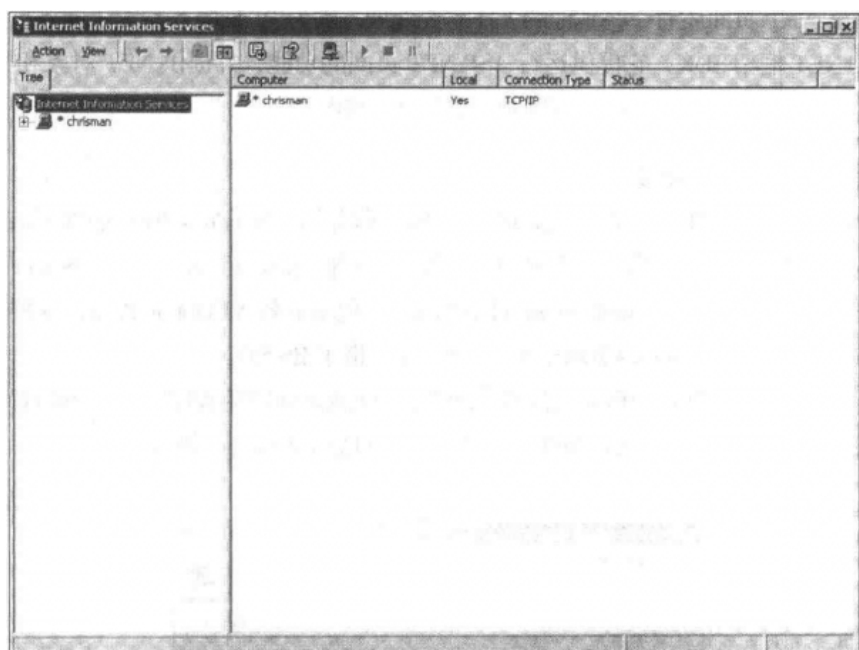 Internet Information Services
Action View
Tree
Computer Local Connection Type Status
Internet Information Services
* chrisman
* chrisman Yes TCP/IP